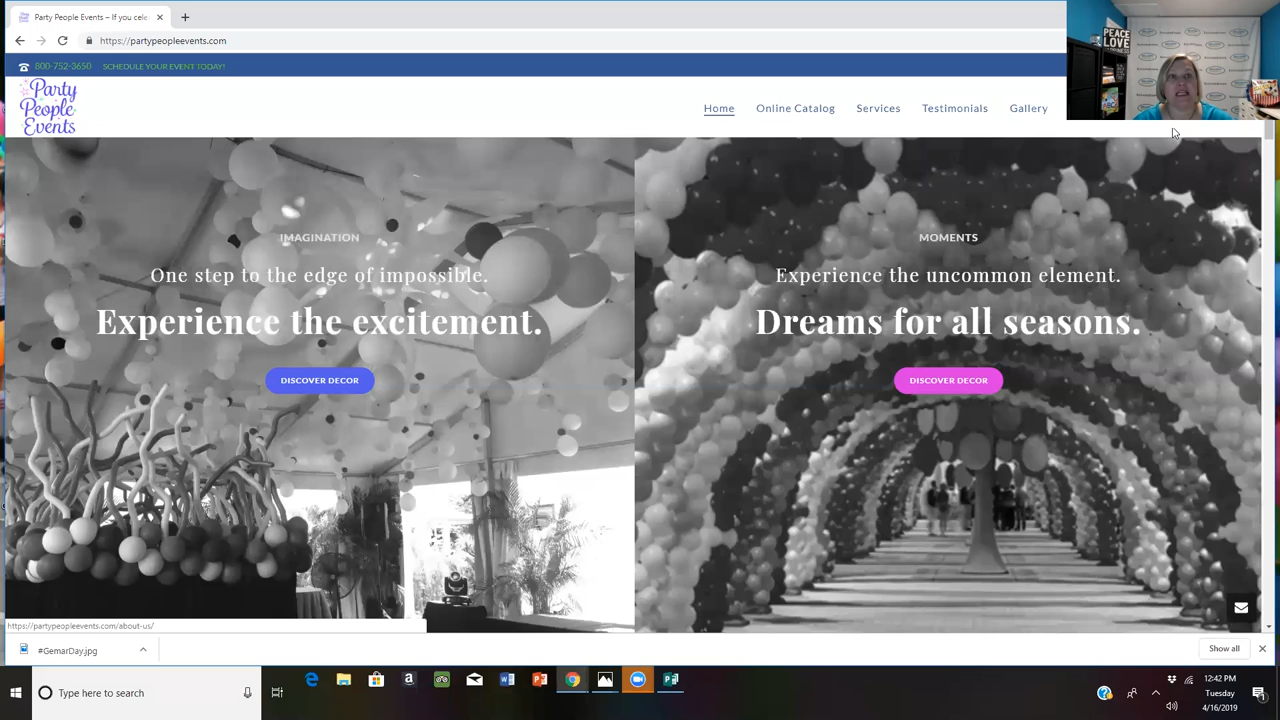 Party People Events – If you cele
https://partypeopleevents.com
800-752-3650 SCHEDULE YOUR EVENT TODAY!
Party People Events
Home Online Catalog Services Testimonials Gallery
PEACE LOVE
IMAGINATION
One step to the edge of impossible.
Experience the excitement.
DISCOVER DECOR
MOMENTS
Experience the uncommon element.
Dreams for all seasons.
DISCOVER DECOR
https://partypeopleevents.com/about-us/
#GemarDay.jpg
Show all
Type here to search
12:42 PM
Tuesday
4/16/2019